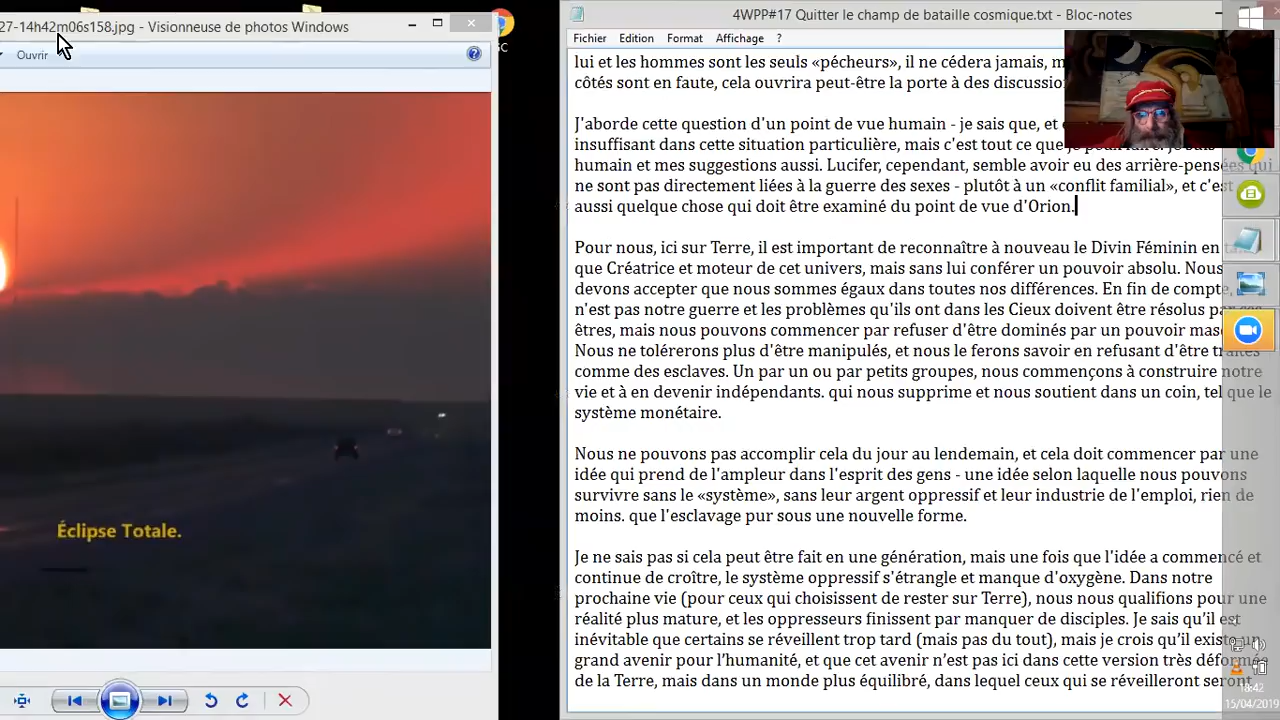 27-14h42m06s158.jpg - Visionneuse de photos Windows
Ouvrir
Éclipse Totale.
4WPP#17 Quitter le champ de bataille cosmique.txt - Bloc-notes
Fichier Edition Format Affichage ?
lui et les hommes sont les seuls «pécheurs», il ne cédera jamais,
côtés sont en faute, cela ouvrira peut-être la porte à des
J'aborde cette question d'un point de vue humain - je sais que, et
insuffisant dans cette situation particulière, mais c'est tout ce que
humain et mes suggestions aussi. Lucifer, cependant, semble avoir eu des arrière-pensées qui
ne sont pas directement liées à la guerre des sexes - plutôt à un «conflit familial», et c'est
aussi quelque chose qui doit être examiné du point de vue d'Orion.
Pour nous, ici sur Terre, il est important de reconnaître à nouveau le Divin Féminin en
que Créatrice et moteur de cet univers, mais sans lui conférer un pouvoir absolu. Nous
devons accepter que nous sommes égaux dans toutes nos différences. En fin de compte,
n'est pas notre guerre et les problèmes qu'ils ont dans les Cieux doivent être résolus
êtres, mais nous pouvons commencer par refuser d'être dominés par un pouvoir
Nous ne tolérerons plus d'être manipulés, et nous le ferons savoir en refusant d'être
comme des esclaves. Un par un ou par petits groupes, nous commençons à construire notre
vie et à en devenir indépendants. qui nous supprime et nous soutient dans un coin, tel que le
système monétaire.
Nous ne pouvons pas accomplir cela du jour au lendemain, et cela doit commencer par une
idée qui prend de l'ampleur dans l'esprit des gens - une idée selon laquelle nous pouvons
survivre sans le «système», sans leur argent oppressif et leur industrie de l'emploi, rien de
moins. que l'esclavage pur sous une nouvelle forme.
Je ne sais pas si cela peut être fait en une génération, mais une fois que l'idée a commencé et
continue de croître, le système oppressif s'étrangle et manque d'oxygène. Dans notre
prochaine vie (pour ceux qui choisissent de rester sur Terre), nous nous qualifions pour une
réalité plus mature, et les oppresseurs finissent par manquer de disciples. Je sais qu'il est
inévitable que certains se réveillent trop tard (mais pas du tout), mais je crois qu'il
grand avenir pour l'humanité, et que cet avenir n'est pas ici dans cette version très
de la Terre, mais dans un monde plus équilibré, dans lequel ceux qui se réveilleront seront
18:42
15/04/2019